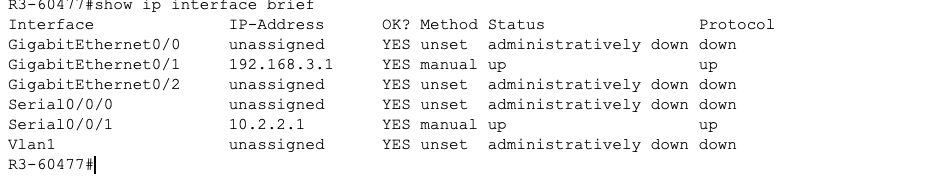 R3-60477#show ip interface brief
Interface IP-Address OK? Method Status Protocol
GigabitEthernet0/0 unassigned YES unset administratively down down
GigabitEthernet0/1 192.168.3.1 YES manual up up
GigabitEthernet0/2 unassigned YES unset administratively down down
Serial0/0/0 unassigned YES unset administratively down down
Serial0/0/1 10.2.2.1 YES manual up up
Vlan1 unassigned YES unset administratively down down
R3-60477#